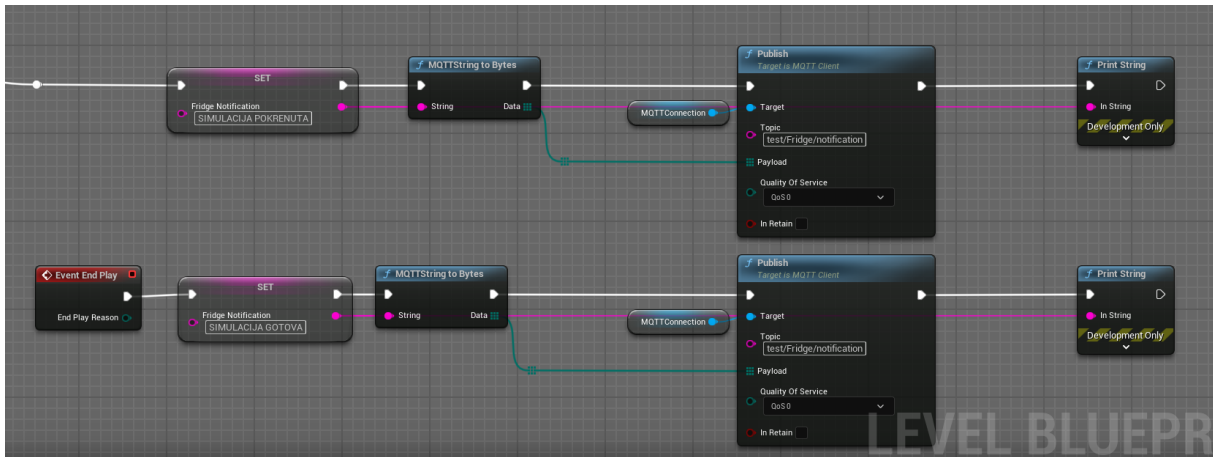 SET
Fridge Notification
SIMULACIJA POKRENUTA
f MQTTString to Bytes
String Data
MQTTConnection
f Publish
Target is MQTT Client
Target
Topic
test/Fridge/notification
Payload
Quality Of Service
QoS 0
In Retain
f Print String
In String
Development Only
Event End Play
End Play Reason
SET
Fridge Notification
SIMULACIJA GOTOVA
f MQTTString to Bytes
String Data
MQTTConnection
f Publish
Target is MQTT Client
Target
Topic
test/Fridge/notification
Payload
Quality Of Service
QoS 0
In Retain
f Print String
In String
Development Only
LEVEL BLUEPR